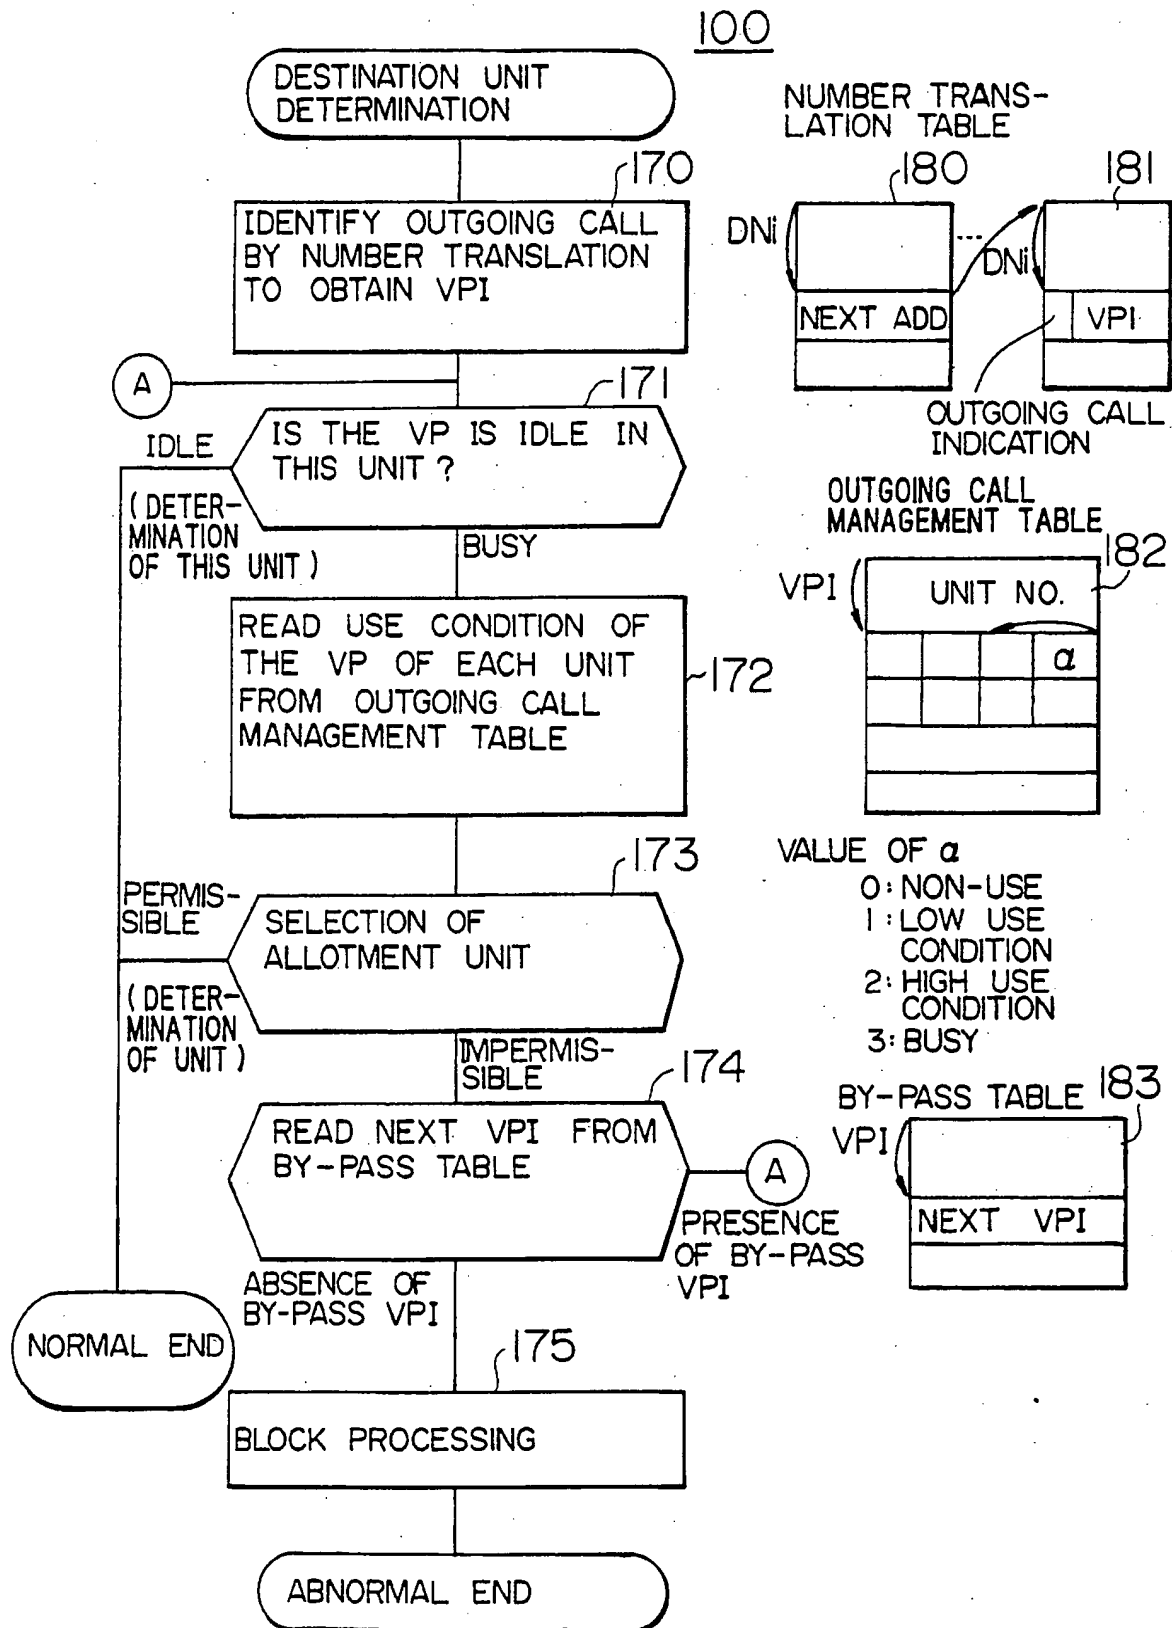 100
DESTINATION UNIT
DETERMINATION
170
IDENTIFY OUTGOING CALL
BY NUMBER TRANSLATION
TO OBTAIN VPI
A
171
IS THE VP IS IDLE IN
THIS UNIT?
IDLE
(DETER-
MINATION
OF THIS UNIT)
BUSY
READ USE CONDITION OF
THE VP OF EACH UNIT
FROM OUTGOING CALL
MANAGEMENT TABLE
172
173
PERMIS-
SIBLE
SELECTION OF
ALLOTMENT UNIT
(DETER-
MINATION
OF UNIT)
IMPERMIS-
SIBLE
174
READ NEXT VPI FROM
BY-PASS TABLE
A
PRESENCE
OF BY-PASS
VPI
ABSENCE OF
BY-PASS VPI
NORMAL END
175
BLOCK PROCESSING
ABNORMAL END
NUMBER TRANS-
LATION TABLE
180
181
DNi
...
DNi
NEXT ADD
VPI
OUTGOING CALL
INDICATION
OUTGOING CALL
MANAGEMENT TABLE
182
VPI
UNIT NO.
α
VALUE OF α
0: NON-USE
1: LOW USE
CONDITION
2: HIGH USE
CONDITION
3: BUSY
BY-PASS TABLE
183
VPI
NEXT VPI